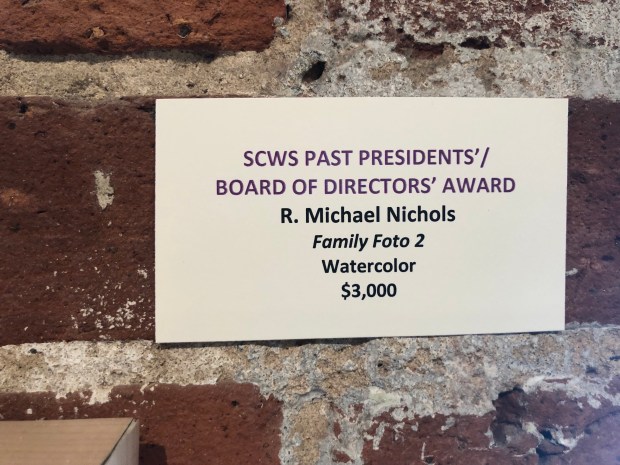 SCWS PAST PRESIDENTS’/
BOARD OF DIRECTORS’ AWARD
R. Michael Nichols
Family Foto 2
Watercolor
$3,000